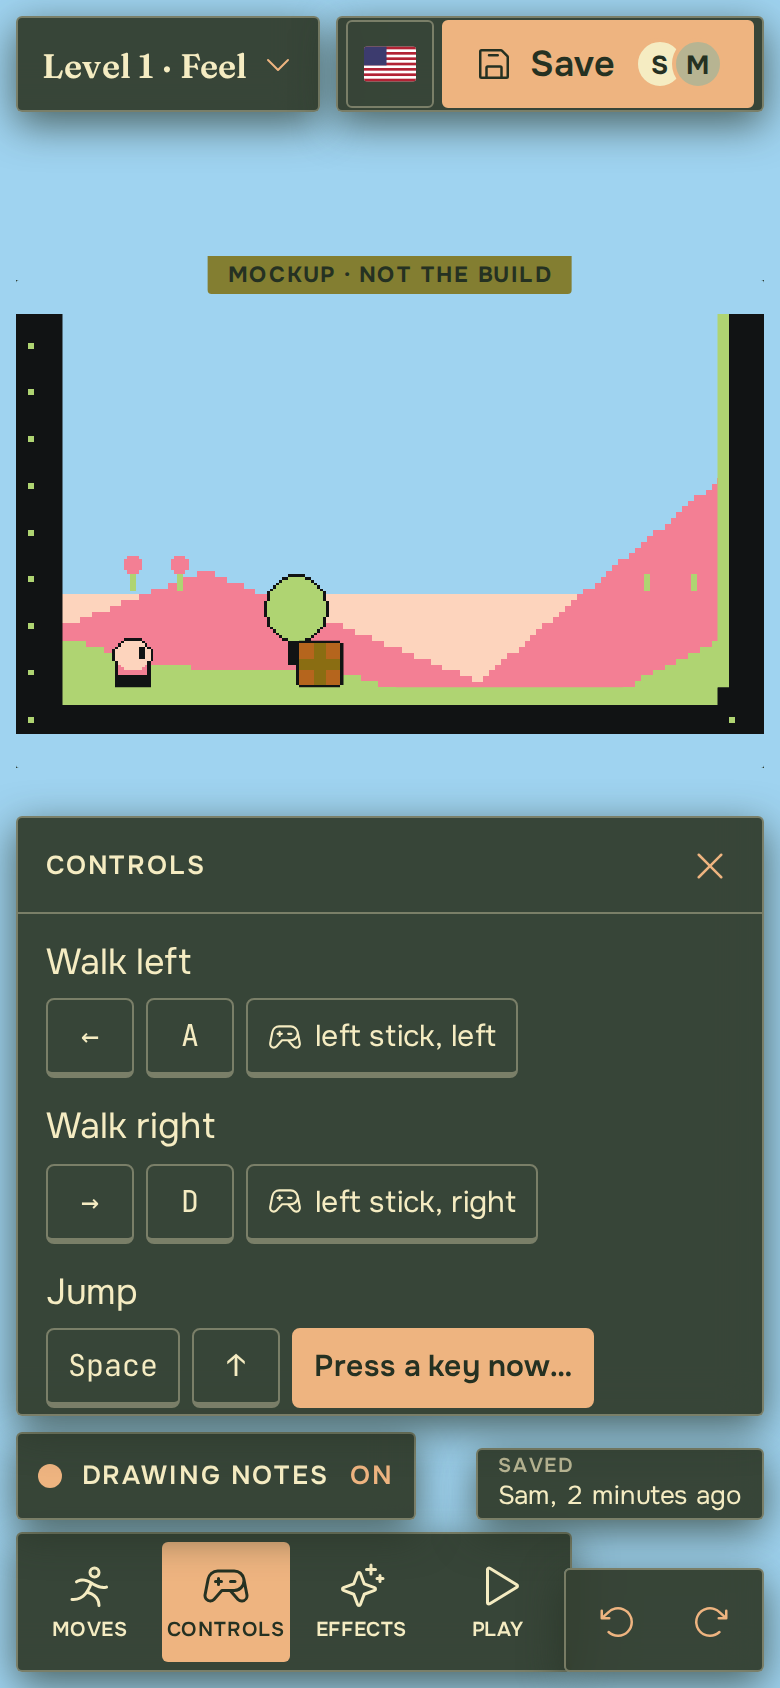 Level 1 · Feel
Save S M
MOCKUP · NOT THE BUILD
CONTROLS
Walk left
← A left stick, left
Walk right
→ D left stick, right
Jump
Space ↑ Press a key now...
DRAWING NOTES ON
SAVED
Sam, 2 minutes ago
MOVES CONTROLS EFFECTS PLAY